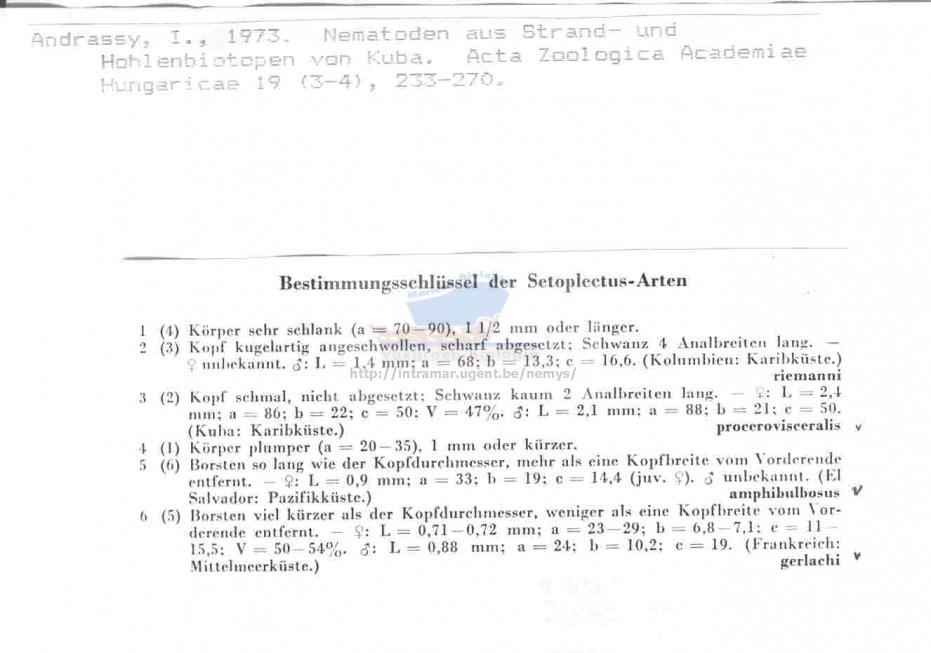 Andrassy, I., 1973. Nematoden aus Strand- und
Hohlenbiotopen von Kuba. Acta Zoologica Academiae
Hungaricae 19 (3-4), 233-270.
Bestimmungsschlüssel der Setoplectus-Arten
1 (4) Körper sehr schlank (a = 70—90), 1 1/2 mm oder länger.
2 (3) Kopf kugelartig angeschwollen, scharf abgesetzt; Schwanz 4 Analbreiten lang. —
♀ unbekannt. ♂: L = 1,4 mm; a = 68; b = 13,3; c = 16,6. (Kolumbien: Karibküste.)
http://intramar.ugent.be/nemys/
riemanni
3 (2) Kopf schmal, nicht abgesetzt; Schwanz kaum 2 Analbreiten lang. — ♀: L = 2,4
mm; a = 86; b = 22; c = 50; V = 47%. ♂: L = 2,1 mm; a = 88; b = 21; c = 50.
(Kuba: Karibküste.) procerovisceralis
4 (1) Körper plumper (a = 20—35), 1 mm oder kürzer.
5 (6) Borsten so lang wie der Kopfdurchmesser, mehr als eine Kopfbreite vom Vorderende
entfernt. — ♀: L = 0,9 mm; a = 33; b = 19; c = 14,4 (juv. ♀). ♂ unbekannt. (El
Salvador: Pazifikküste.) amphibulbosus
6 (5) Borsten viel kürzer als der Kopfdurchmesser, weniger als eine Kopfbreite vom Vor-
derende entfernt. — ♀: L = 0,71—0,72 mm; a = 23—29; b = 6,8—7,1; c = 11—
15,5; V = 50—54%. ♂: L = 0,88 mm; a = 24; b = 10,2; c = 19. (Frankreich:
Mittelmeerküste.) gerlachi